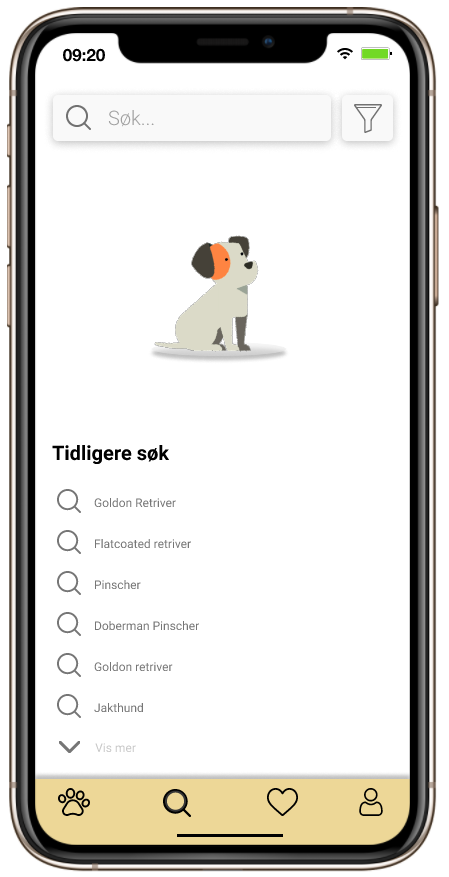 09:20
Søk...
Tidligere søk
Goldon Retriver
Flatcoated retriver
Pinscher
Doberman Pinscher
Goldon retriver
Jakthund
Vis mer